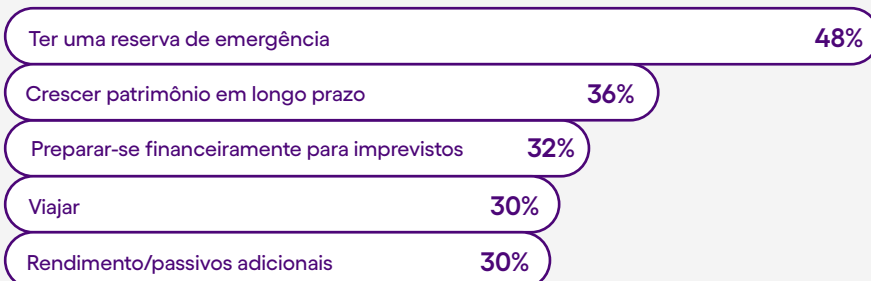 Ter uma reserva de emergência 48%
Crescer patrimônio em longo prazo 36%
Preparar-se financeiramente para imprevistos 32%
Viajar 30%
Rendimento/passivos adicionais 30%